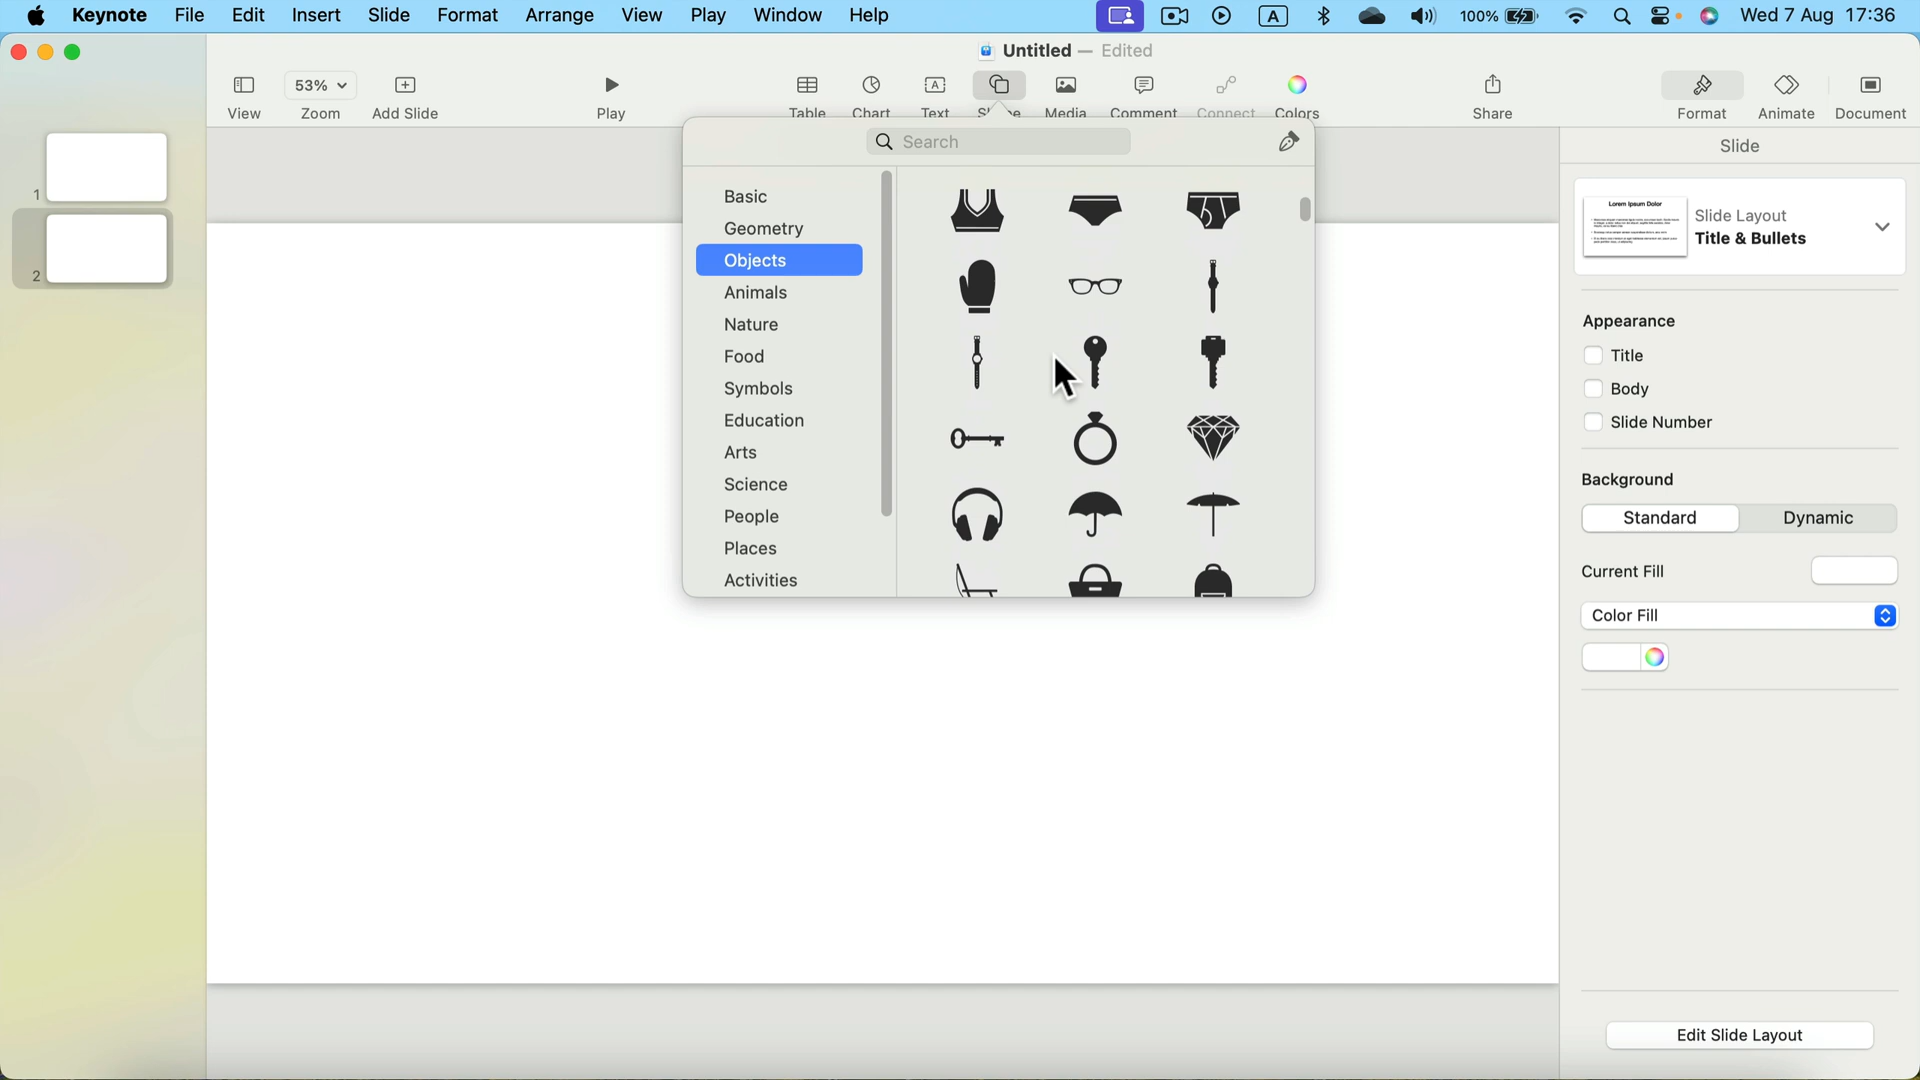 Keynote File Edit Insert Slide Format Arrange View Play Window Help A 100% Wed 7 Aug 17:36
Untitled — Edited
53%
View Zoom Add Slide Play Table Chart Text Media Comment Connect Colors Share Format Animate Document
Search
Basic
Geometry
Objects
Animals
Nature
Food
Symbols
Education
Arts
Science
People
Places
Activities
1
2
Slide
Lorem Ipsum Dolor
Slide Layout
Title & Bullets
Appearance
Title
Body
Slide Number
Background
Standard Dynamic
Current Fill
Color Fill
Edit Slide Layout